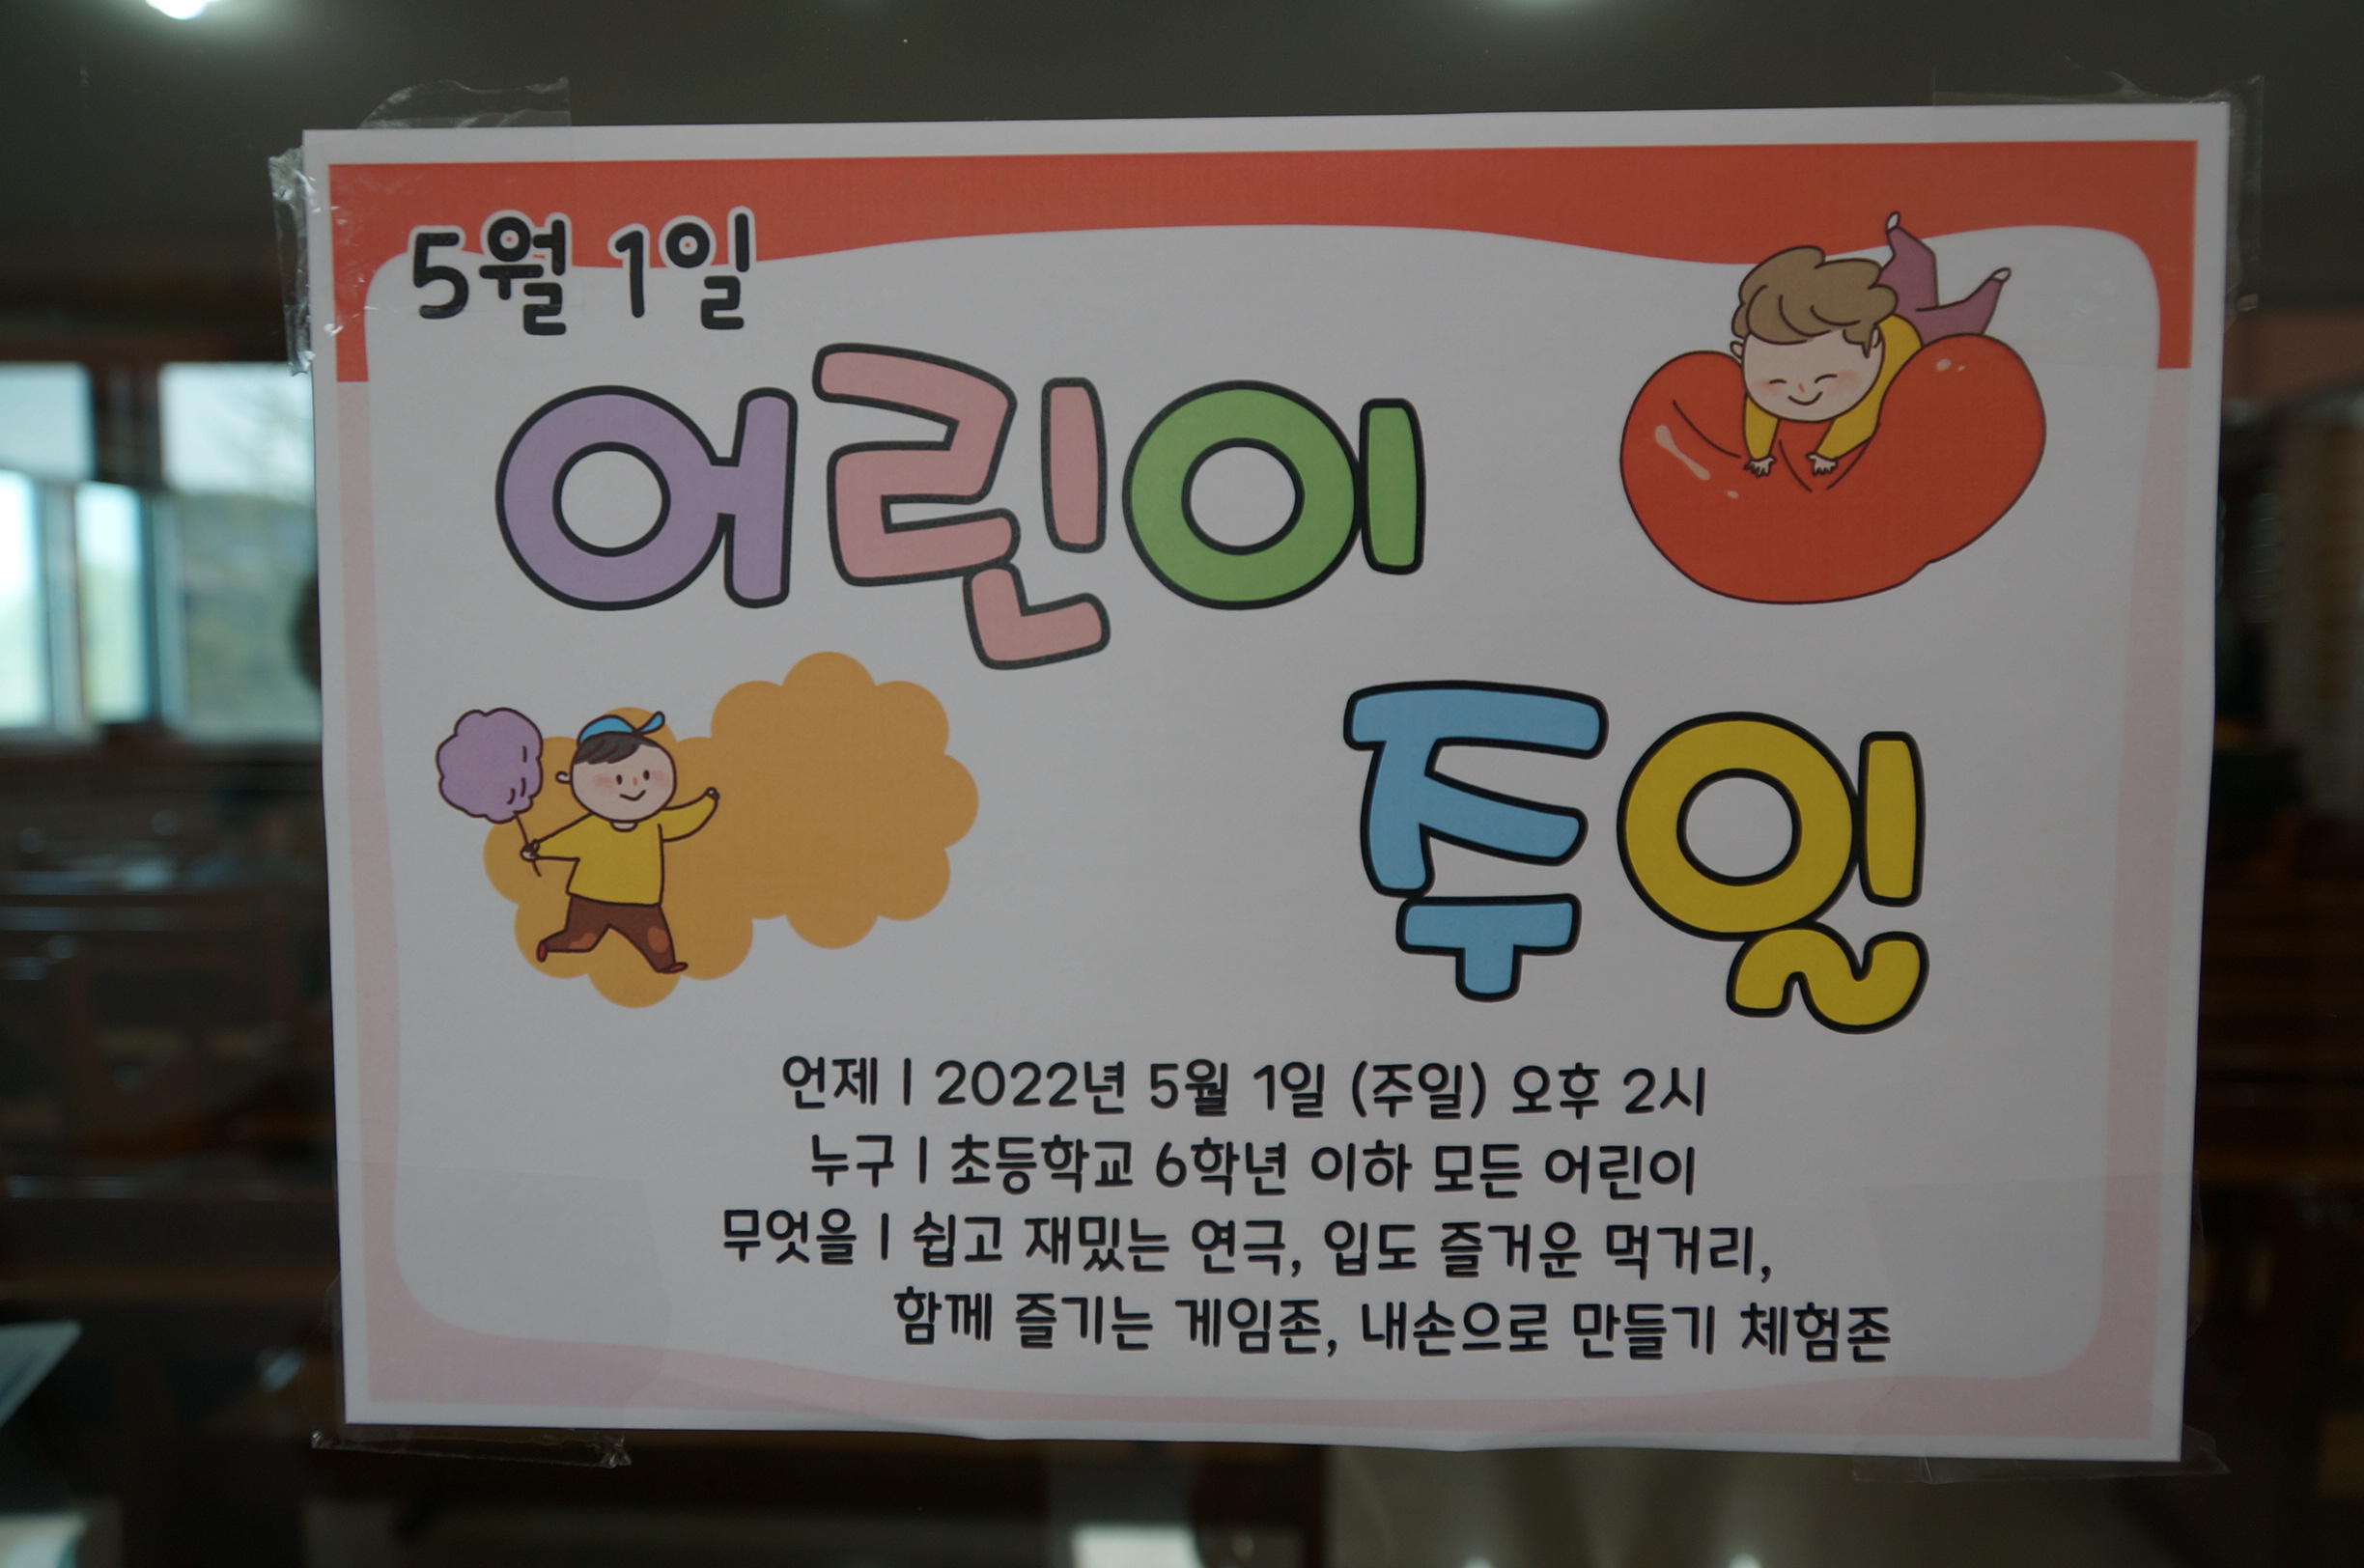 5월 1일
어린이
주일
언제 | 2022년 5월 1일 (주일) 오후 2시
누구 | 초등학교 6학년 이하 모든 어린이
무엇을 | 쉽고 재밌는 연극, 입도 즐거운 먹거리,
함께 즐기는 게임존, 내손으로 만들기 체험존